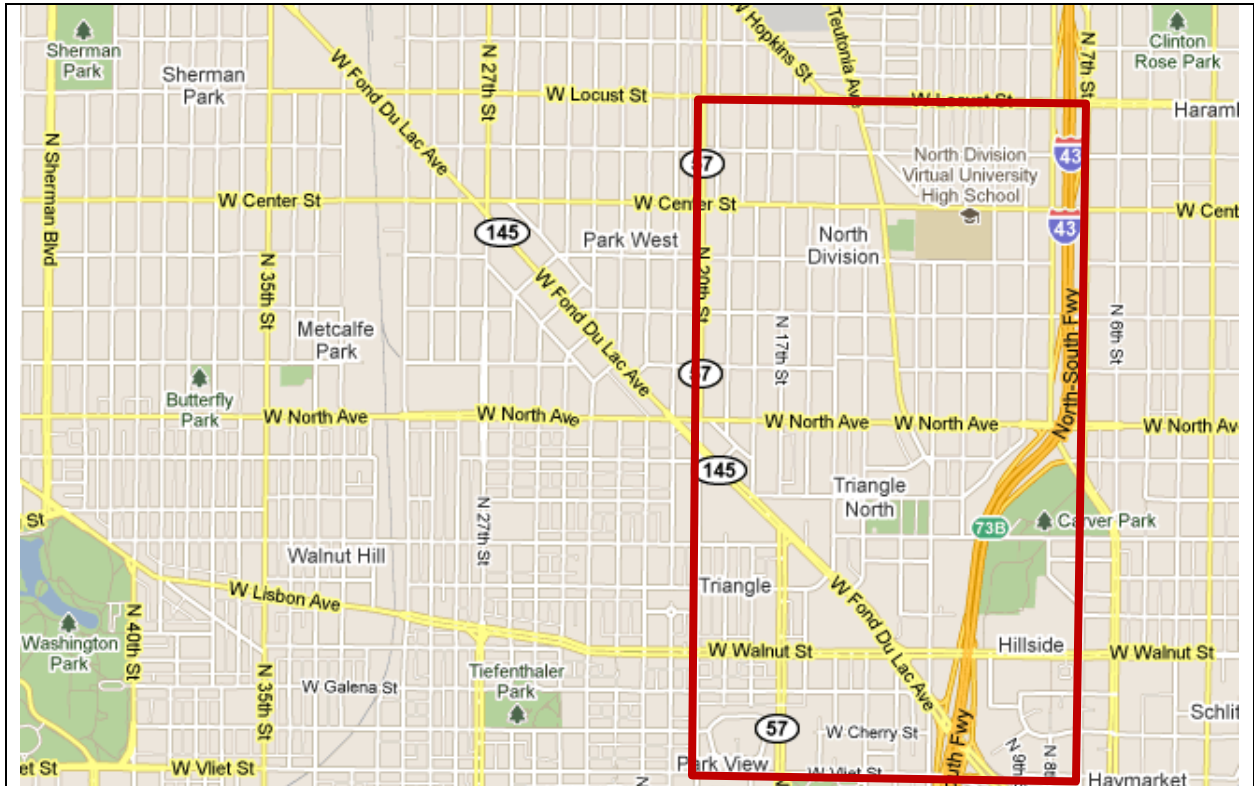 Sherman
Park
Sherman
Park
W Fond Du Lac Ave
N 27th St
W Hopkins St
Teutonia Ave
N 7th St
Clinton
Rose Park
W Locust St
W Locust St
N Sherman Blvd
57
North Division
Virtual University
High School
43
W Center St
W Center St
W Cent
43
145
Park West
North
Division
N 35th St
W Fond Du Lac Ave
N 20th St
N 17th St
North-South Fwy
N 6th St
Metcalfe
Park
57
Butterfly
Park
W North Ave
W North Ave
W North Ave
W North Ave
W North Av
145
Triangle
North
St
N 27th St
73B
Carver Park
Walnut Hill
W Lisbon Ave
Triangle
W Fond Du Lac Ave
Washington
Park
N 40th St
W Walnut St
Hillside
W Walnut St
N 35th St
W Galena St
Tiefenthaler
Park
57
W Cherry St
Schlit
Park View
W Vliet St
uth Fwy
N 9th
N 8th
et St
W Vliet St
N
N
Haymarket